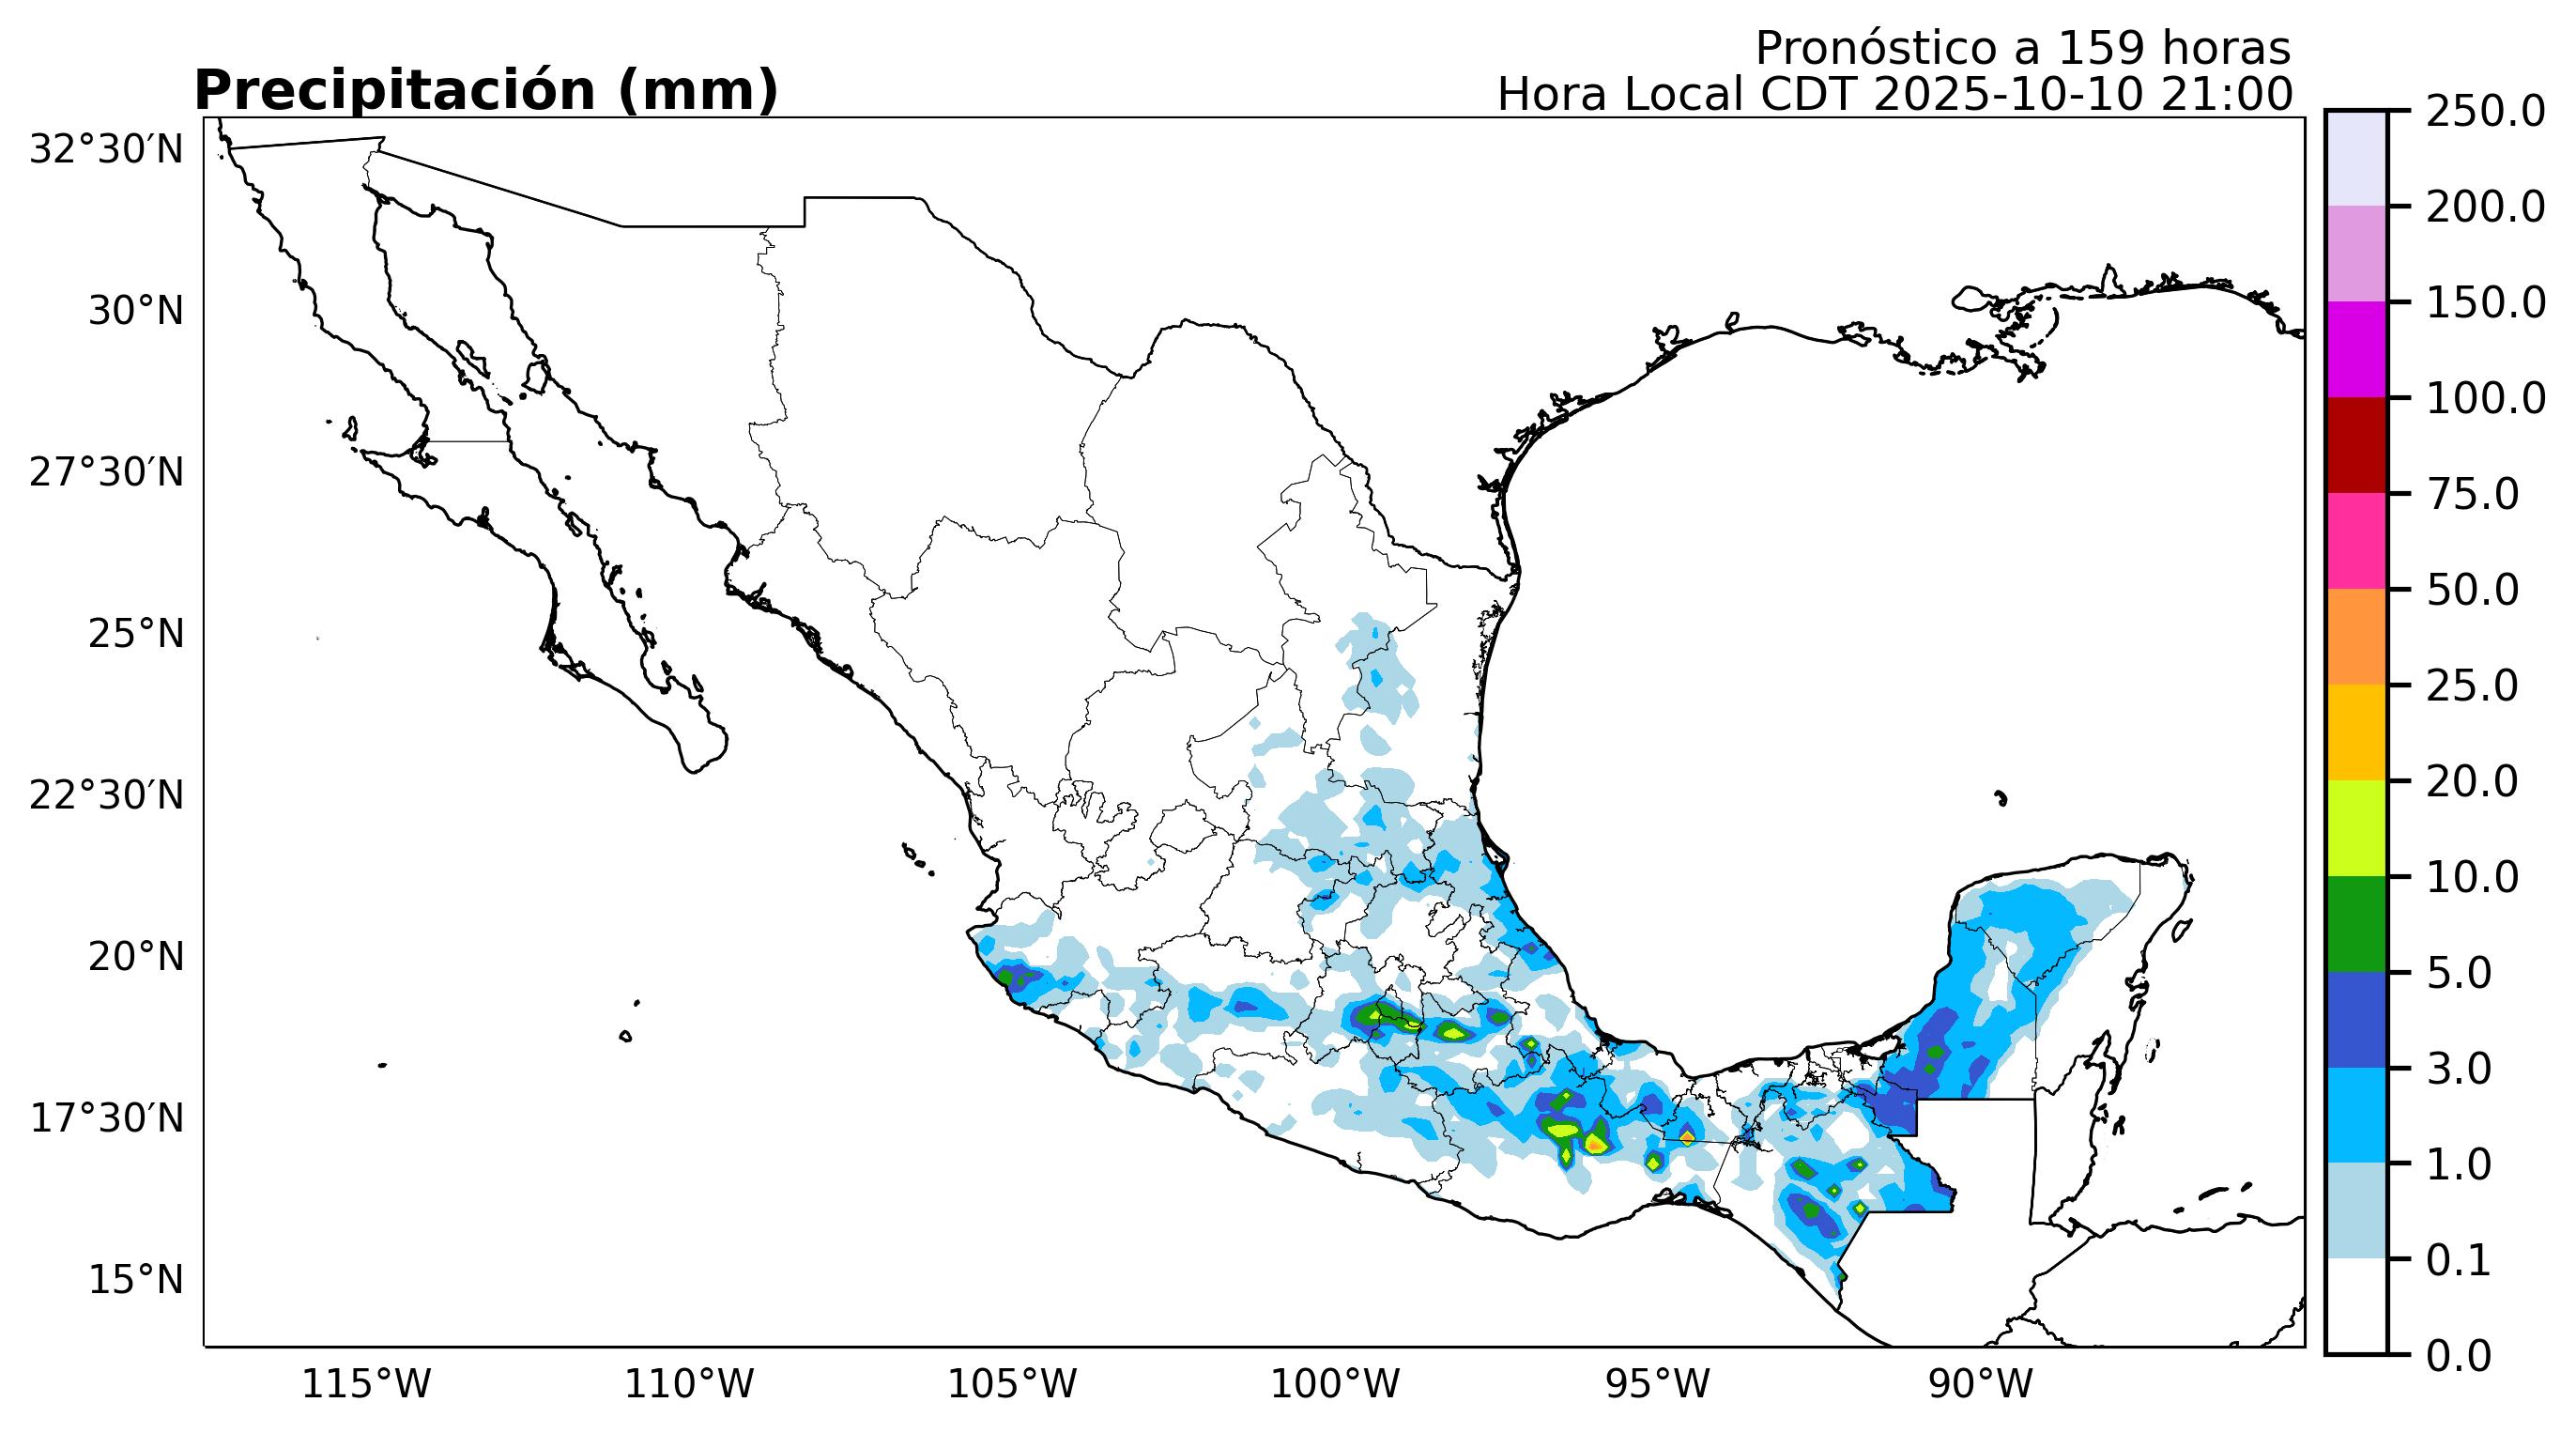 Pronóstico a 159 horas
Precipitación (mm)
Hora Local CDT 2025-10-10 21:00
32°30′N
30°N
27°30′N
25°N
22°30′N
20°N
17°30′N
15°N
115°W
110°W
105°W
100°W
95°W
90°W
250.0
200.0
150.0
100.0
75.0
50.0
25.0
20.0
10.0
5.0
3.0
1.0
0.1
0.0